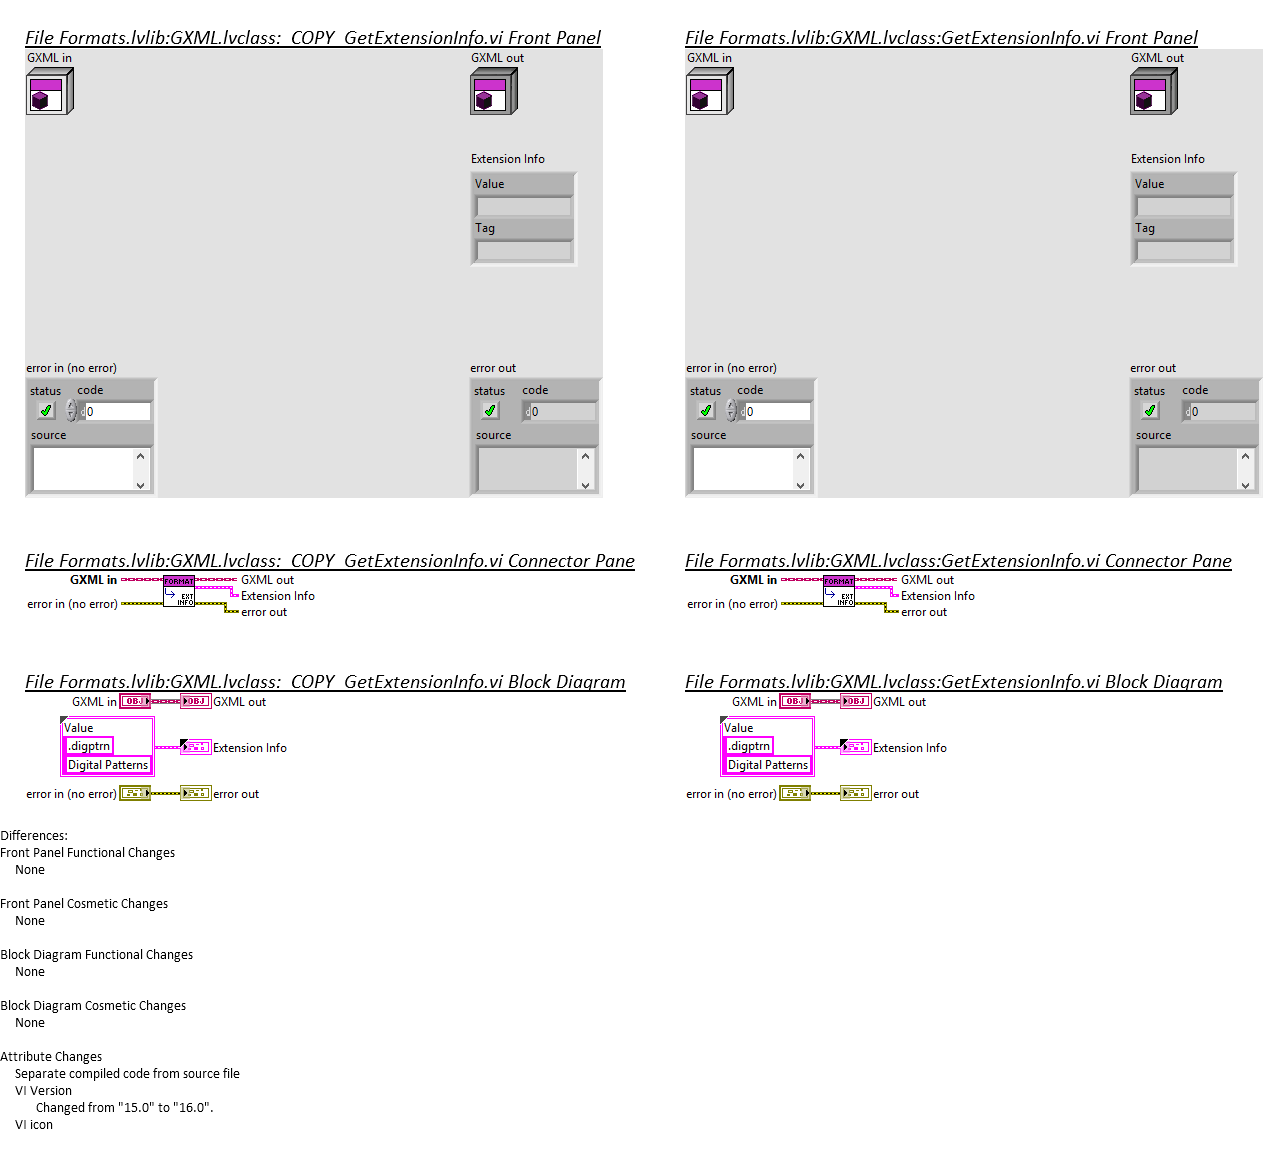 File Formats.lvlib:GXML.lvclass:_COPY_GetExtensionInfo.vi Front Panel
GXML in
GXML out
Extension Info
Value
Tag
error in (no error)
status
code
d 0
source
error out
status
code
d 0
source
File Formats.lvlib:GXML.lvclass:GetExtensionInfo.vi Front Panel
GXML in
GXML out
Extension Info
Value
Tag
error in (no error)
status
code
d 0
source
error out
status
code
d 0
source
File Formats.lvlib:GXML.lvclass:_COPY_GetExtensionInfo.vi Connector Pane
GXML in
FORMAT
EXT
INFO
GXML out
Extension Info
error in (no error)
error out
File Formats.lvlib:GXML.lvclass:GetExtensionInfo.vi Connector Pane
GXML in
FORMAT
EXT
INFO
GXML out
Extension Info
error in (no error)
error out
File Formats.lvlib:GXML.lvclass:_COPY_GetExtensionInfo.vi Block Diagram
GXML in OBJ OBJ GXML out
Value
.digptrn
Digital Patterns
Extension Info
error in (no error)
error out
File Formats.lvlib:GXML.lvclass:GetExtensionInfo.vi Block Diagram
GXML in OBJ OBJ GXML out
Value
.digptrn
Digital Patterns
Extension Info
error in (no error)
error out
Differences:
Front Panel Functional Changes
None
Front Panel Cosmetic Changes
None
Block Diagram Functional Changes
None
Block Diagram Cosmetic Changes
None
Attribute Changes
Separate compiled code from source file
VI Version
Changed from "15.0" to "16.0".
VI icon